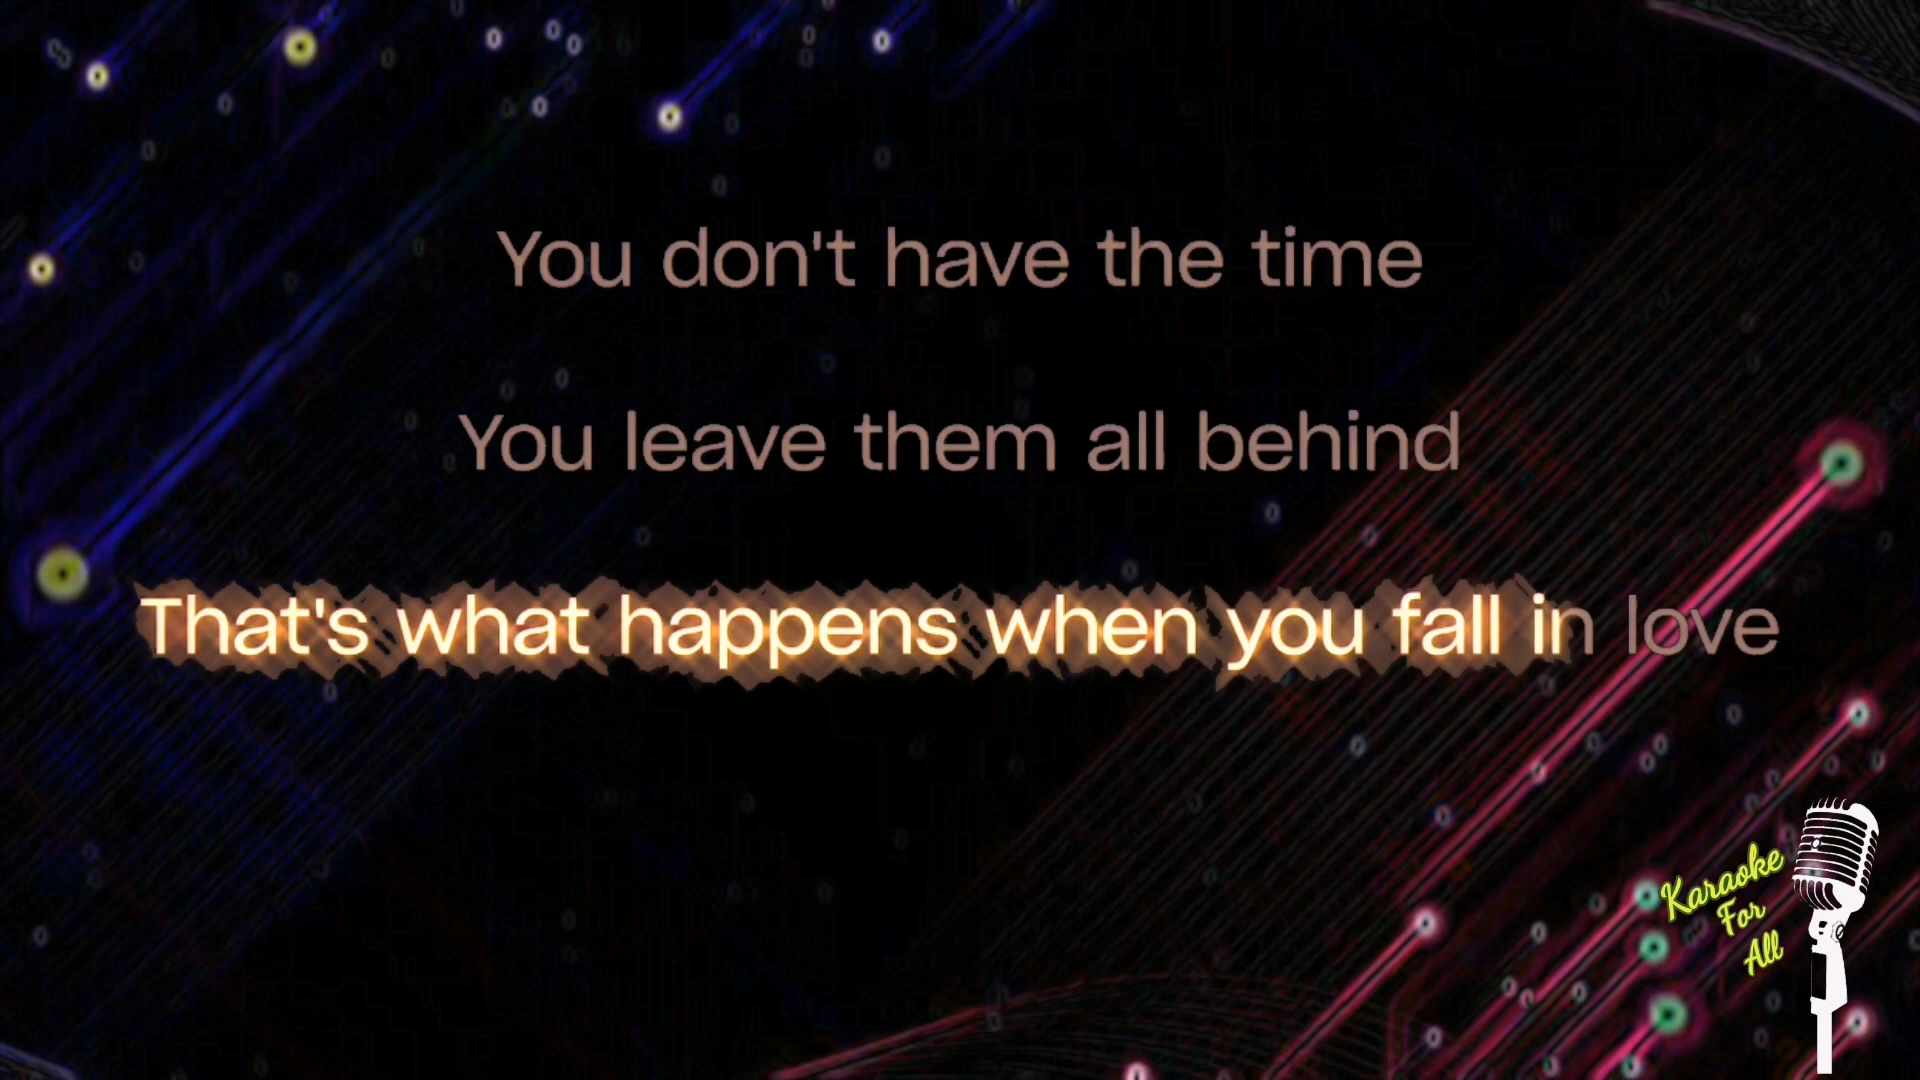 You don't have the time
You leave them all behind
That's what happens when you fall in love
Karaoke
For
All